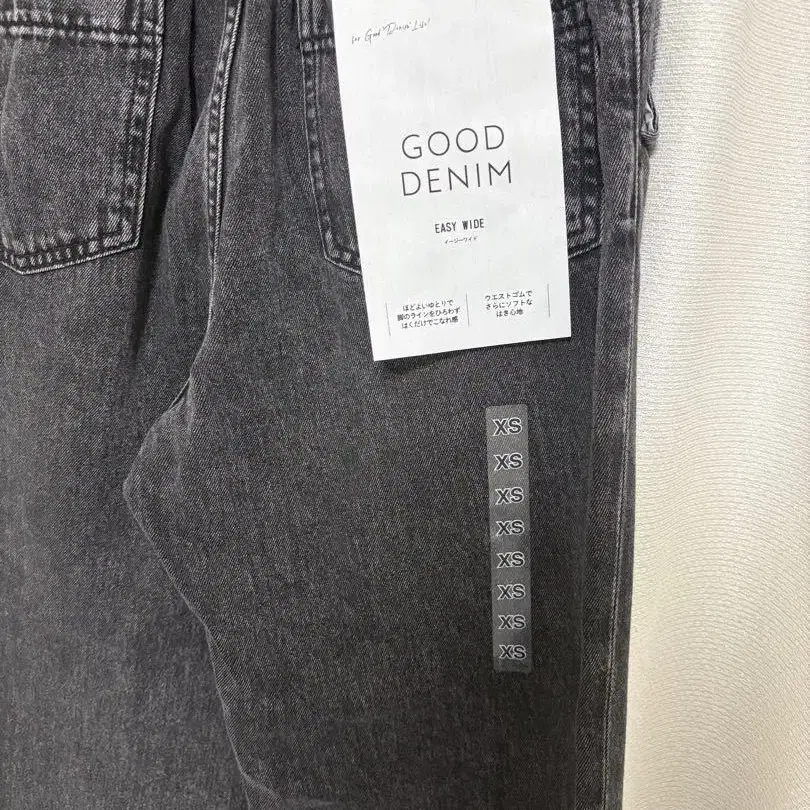 for Good Denim Life!
GOOD
DENIM
EASY WIDE
イージーワイド
ほどよいゆとりで
脚のラインをひろわず
はくだけでこなれ感
ウエストゴムで
さらにソフトな
はき心地
XS
XS
XS
XS
XS
XS
XS
XS